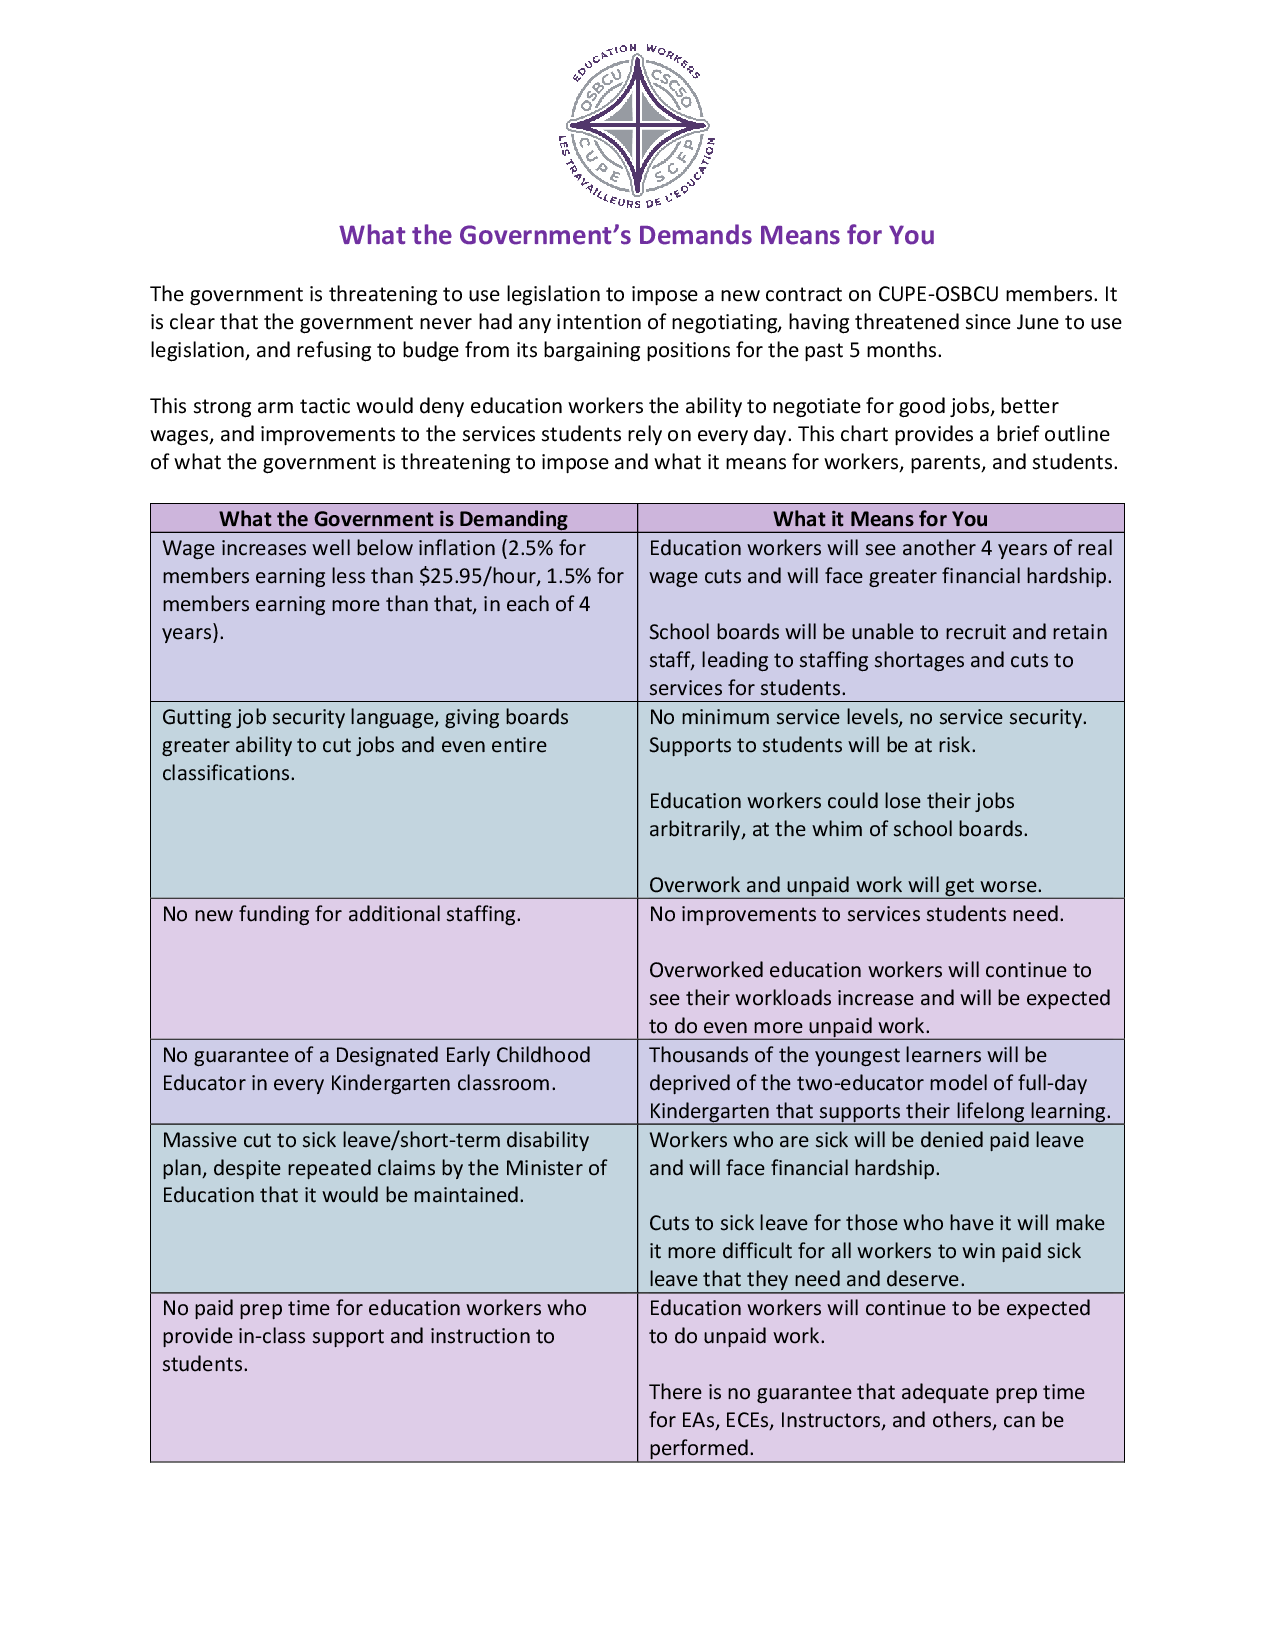 EDUCATION WORKERS
OSBCU
CSCSO
CUPE
SCFP
LES TRAVAILLEURS DE L'EDUCATION
What the Government’s Demands Means for You
The government is threatening to use legislation to impose a new contract on CUPE-OSBCU members. It
is clear that the government never had any intention of negotiating, having threatened since June to use
legislation, and refusing to budge from its bargaining positions for the past 5 months.
This strong arm tactic would deny education workers the ability to negotiate for good jobs, better
wages, and improvements to the services students rely on every day. This chart provides a brief outline
of what the government is threatening to impose and what it means for workers, parents, and students.
What the Government is Demanding
What it Means for You
Wage increases well below inflation (2.5% for
members earning less than $25.95/hour, 1.5% for
members earning more than that, in each of 4
years).
Education workers will see another 4 years of real
wage cuts and will face greater financial hardship.
School boards will be unable to recruit and retain
staff, leading to staffing shortages and cuts to
services for students.
Gutting job security language, giving boards
greater ability to cut jobs and even entire
classifications.
No minimum service levels, no service security.
Supports to students will be at risk.
Education workers could lose their jobs
arbitrarily, at the whim of school boards.
Overwork and unpaid work will get worse.
No new funding for additional staffing.
No improvements to services students need.
Overworked education workers will continue to
see their workloads increase and will be expected
to do even more unpaid work.
No guarantee of a Designated Early Childhood
Educator in every Kindergarten classroom.
Thousands of the youngest learners will be
deprived of the two-educator model of full-day
Kindergarten that supports their lifelong learning.
Massive cut to sick leave/short-term disability
plan, despite repeated claims by the Minister of
Education that it would be maintained.
Workers who are sick will be denied paid leave
and will face financial hardship.
Cuts to sick leave for those who have it will make
it more difficult for all workers to win paid sick
leave that they need and deserve.
No paid prep time for education workers who
provide in-class support and instruction to
students.
Education workers will continue to be expected
to do unpaid work.
There is no guarantee that adequate prep time
for EAs, ECEs, Instructors, and others, can be
performed.